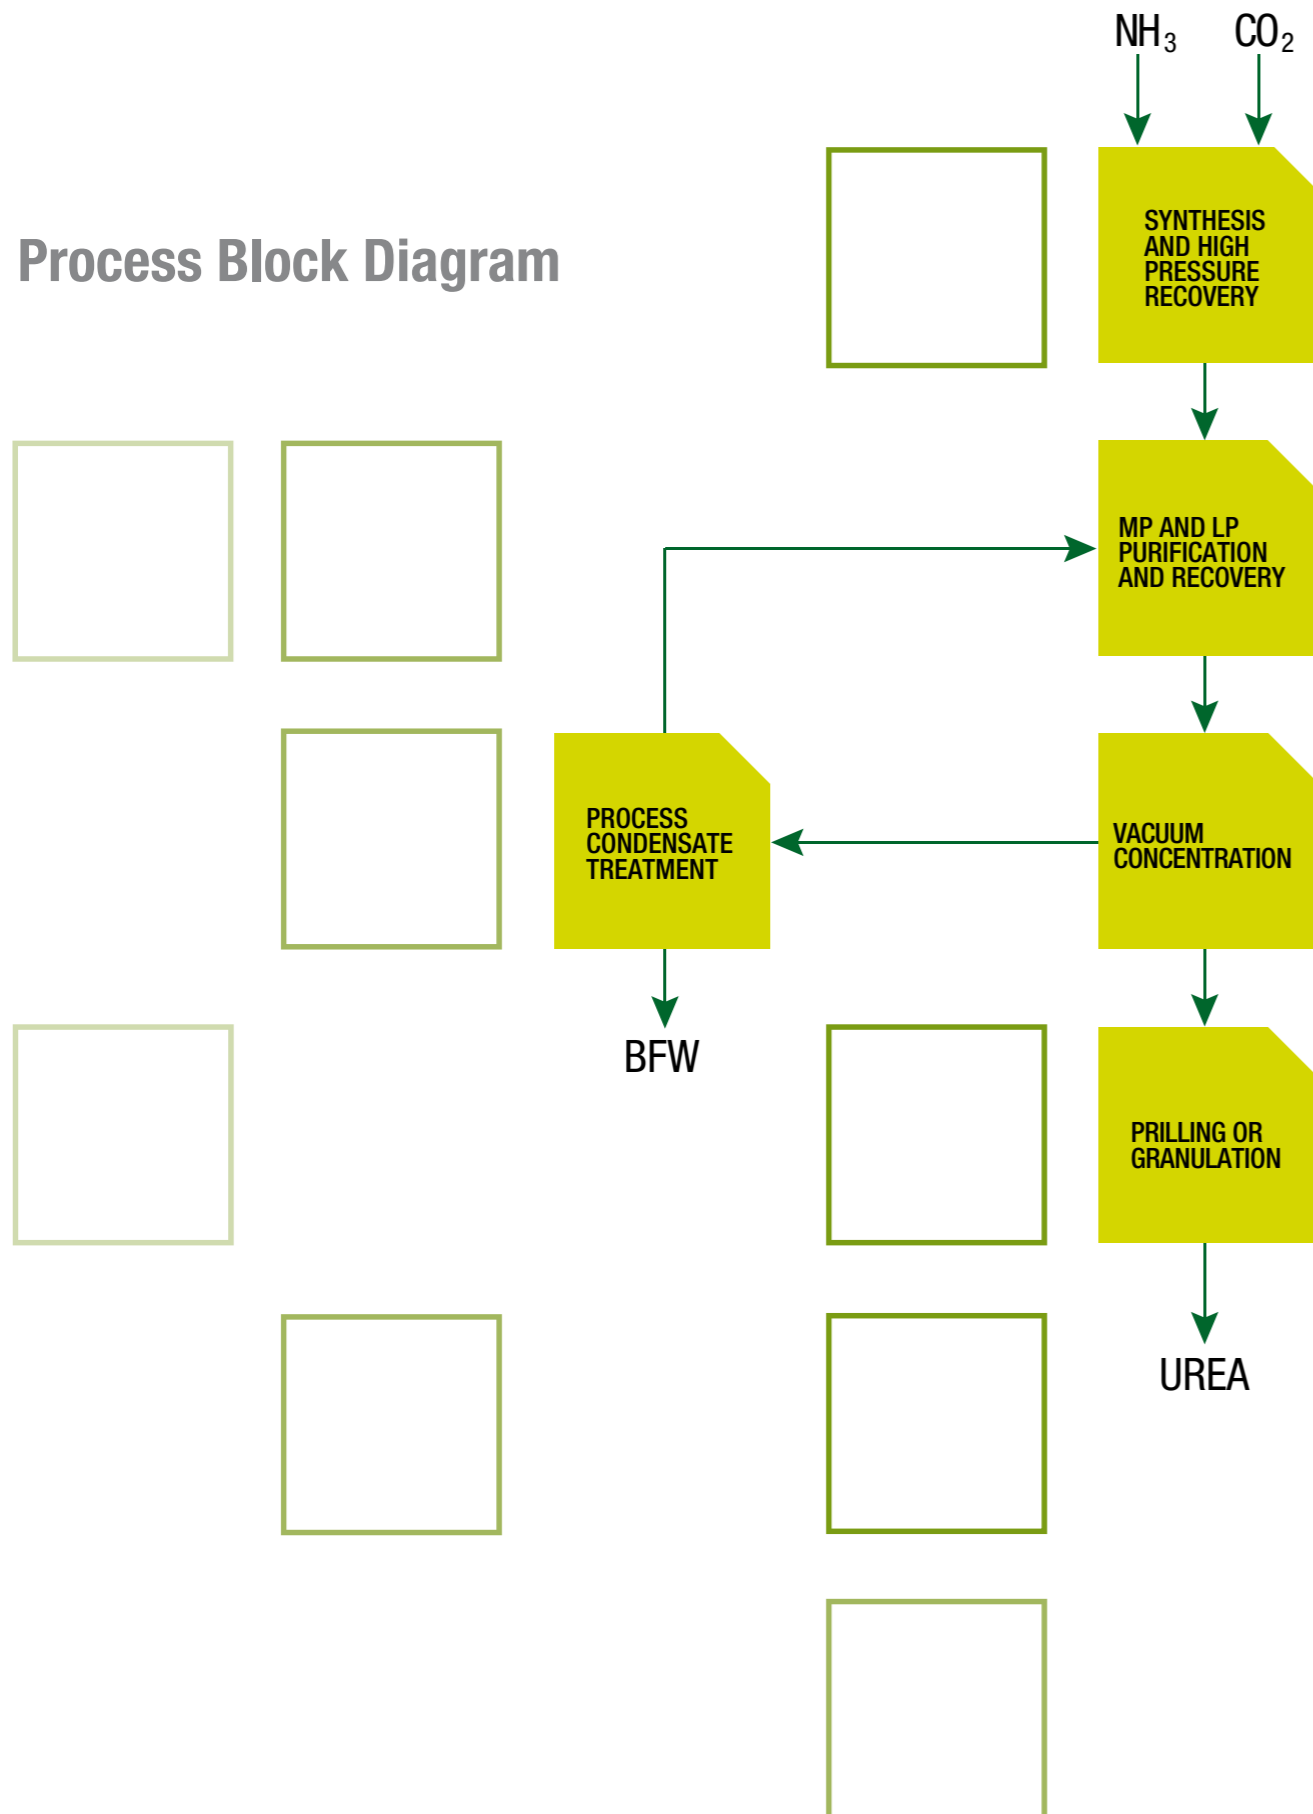 NH₃ CO₂
Process Block Diagram
SYNTHESIS
AND HIGH
PRESSURE
RECOVERY
MP AND LP
PURIFICATION
AND RECOVERY
PROCESS
CONDENSATE
TREATMENT
VACUUM
CONCENTRATION
BFW
PRILLING OR
GRANULATION
UREA